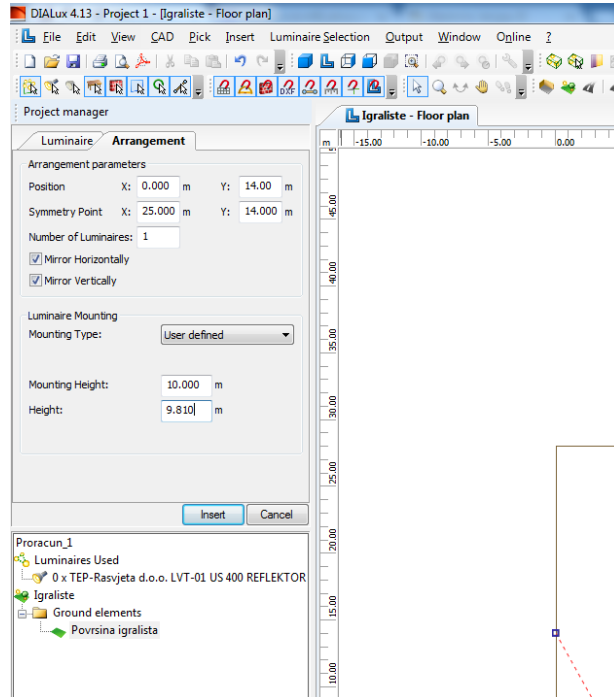 DIALux 4.13 - Project 1 - [Igraliste - Floor plan]
File Edit View CAD Pick Insert Luminaire Selection Output Window Online ?
Project manager
Igraliste - Floor plan
Luminaire Arrangement
m -15.00 -10.00 -5.00 0.00
Arrangement parameters
Position X: 0.000 m Y: 14.00 m
Symmetry Point X: 25.000 m Y: 14.000 m
Number of Luminaires: 1
Mirror Horizontally
Mirror Vertically
Luminaire Mounting
Mounting Type: User defined
Mounting Height: 10.000 m
Height: 9.810 m
Insert Cancel
45.00
40.00
35.00
30.00
25.00
20.00
15.00
10.00
Proracun_1
Luminaires Used
0 x TEP-Rasvjeta d.o.o. LVT-01 US 400 REFLEKTOR
Igraliste
Ground elements
Povrsina igralista